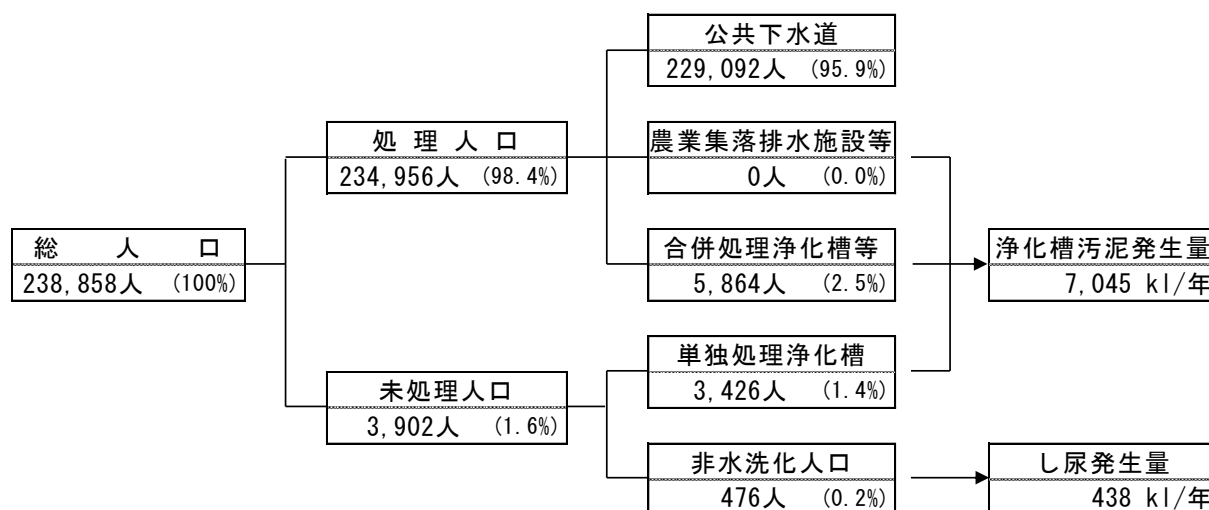 公共下水道
229,092人 (95.9%)
処理人口
234,956人 (98.4%)
農業集落排水施設等
0人 (0.0%)
総人口
238,858人 (100%)
合併処理浄化槽等
5,864人 (2.5%)
浄化槽汚泥発生量
7,045 kl/年
単独処理浄化槽
3,426人 (1.4%)
未処理人口
3,902人 (1.6%)
非水洗化人口
476人 (0.2%)
し尿発生量
438 kl/年